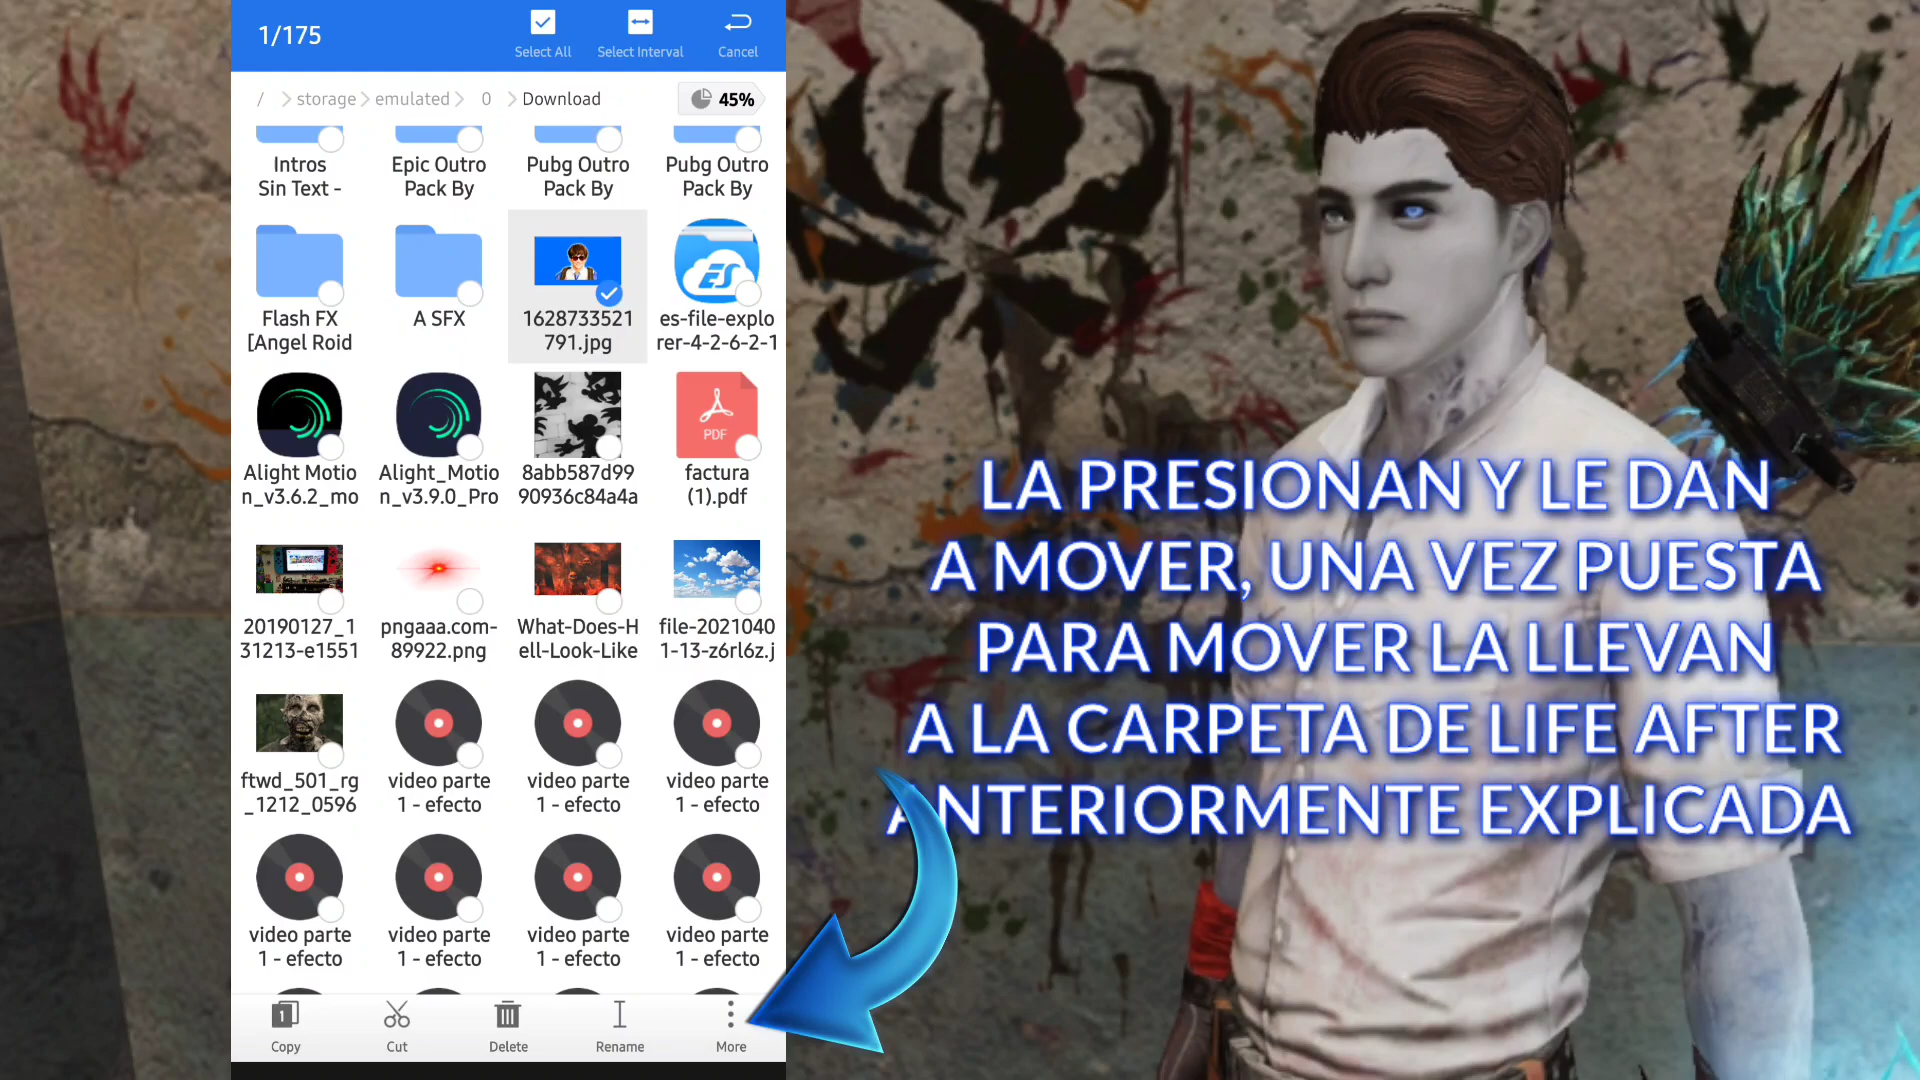 1/175
Select All
Select Interval
Cancel
/ storage emulated 0 Download
45%
Intros
Sin Text -
Epic Outro
Pack By
Pubg Outro
Pack By
Pubg Outro
Pack By
Flash FX
[Angel Roid
A SFX
1628733521
791.jpg
ES
es-file-explo
rer-4-2-6-2-1
Alight Motio
n_v3.6.2_mo
Alight_Motio
n_v3.9.0_Pro
8abb587d99
90936c84a4a
PDF
factura
(1).pdf
20190127_1
31213-e1551
pngaaa.com-
89922.png
What-Does-H
ell-Look-Like
file-2021040
1-13-z6rl6z.j
ftwd_501_rg
_1212_0596
video parte
1 - efecto
video parte
1 - efecto
video parte
1 - efecto
video parte
1 - efecto
video parte
1 - efecto
video parte
1 - efecto
video parte
1 - efecto
1
Copy
Cut
Delete
Rename
More
LA PRESIONAN Y LE DAN
A MOVER, UNA VEZ PUESTA
PARA MOVER LA LLEVAN
A LA CARPETA DE LIFE AFTER
ANTERIORMENTE EXPLICADA